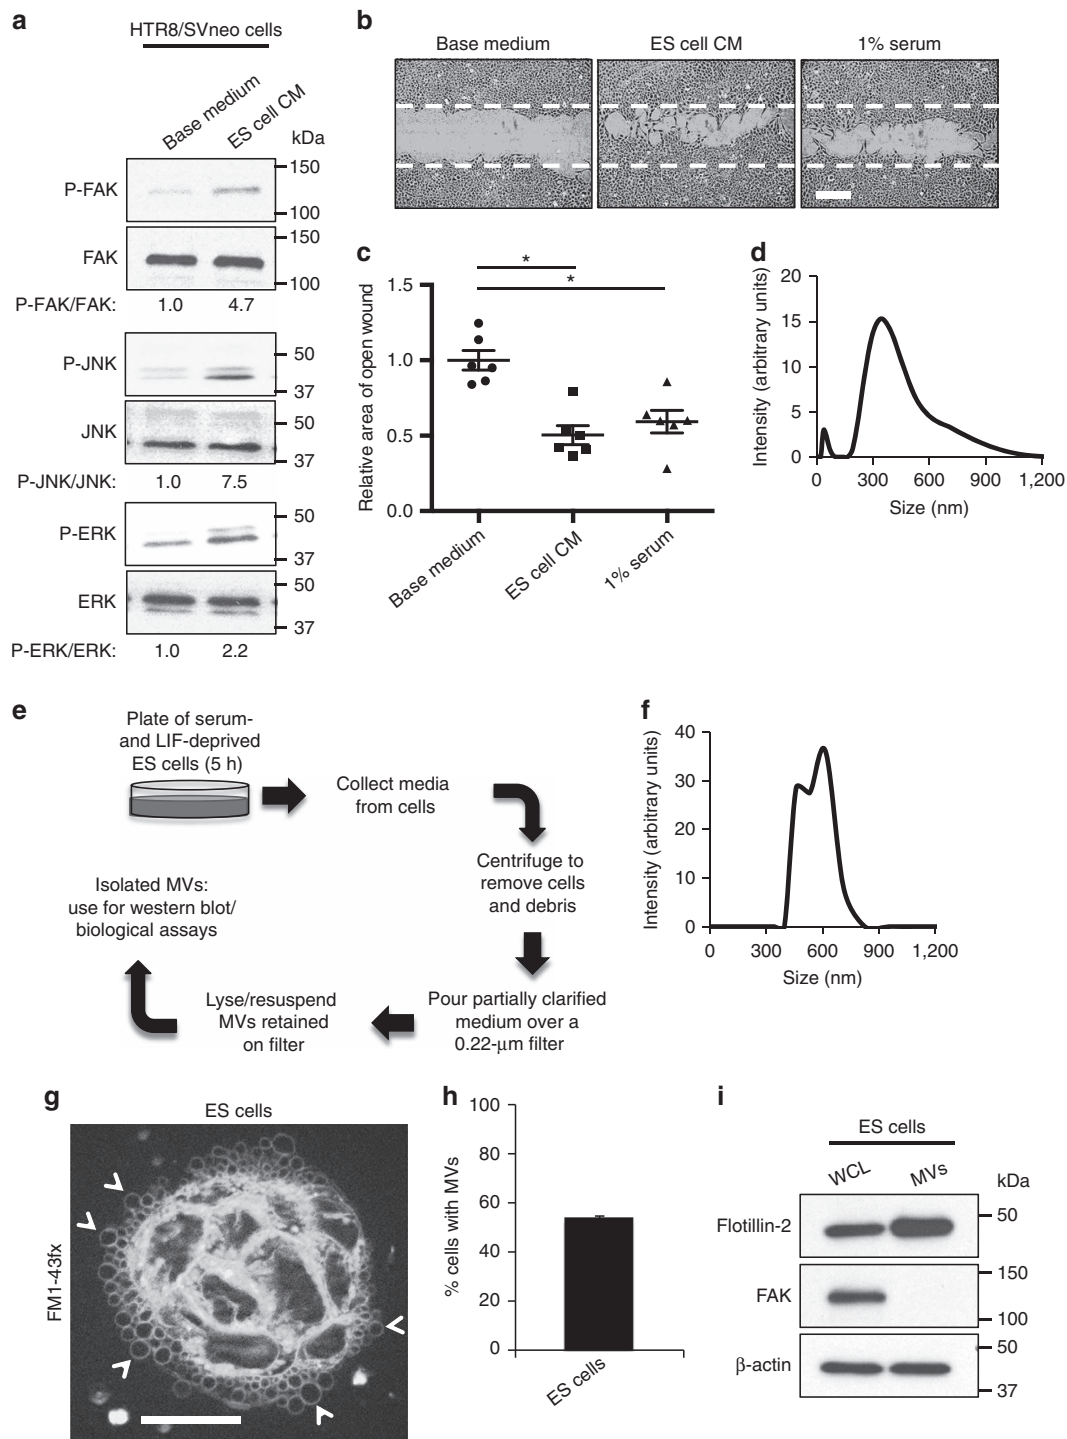 a
HTR8/SVneo cells
Base medium
ES cell CM
kDa
P-FAK
150
100
FAK
150
100
P-FAK/FAK: 1.0 4.7
P-JNK
50
37
JNK
50
37
P-JNK/JNK: 1.0 7.5
P-ERK
50
37
ERK
50
37
P-ERK/ERK: 1.0 2.2
b
Base medium
ES cell CM
1% serum
c
*
*
Relative area of open wound
1.5
1.0
0.5
0.0
Base medium
ES cell CM
1% serum
d
Intensity (arbitrary units)
20
15
10
5
0
0 300 600 900 1,200
Size (nm)
e
Plate of serum-
and LIF-deprived
ES cells (5 h)
Collect media
from cells
Centrifuge to
remove cells
and debris
Pour partially clarified
medium over a
0.22-μm filter
Lyse/resuspend
MVs retained
on filter
Isolated MVs:
use for western blot/
biological assays
f
Intensity (arbitrary units)
40
30
20
10
0
0 300 600 900 1,200
Size (nm)
g
ES cells
FM1-43fx
h
% cells with MVs
100
80
60
40
20
0
ES cells
i
ES cells
WCL
MVs
kDa
Flotillin-2
50
FAK
150
100
β-actin
50
37